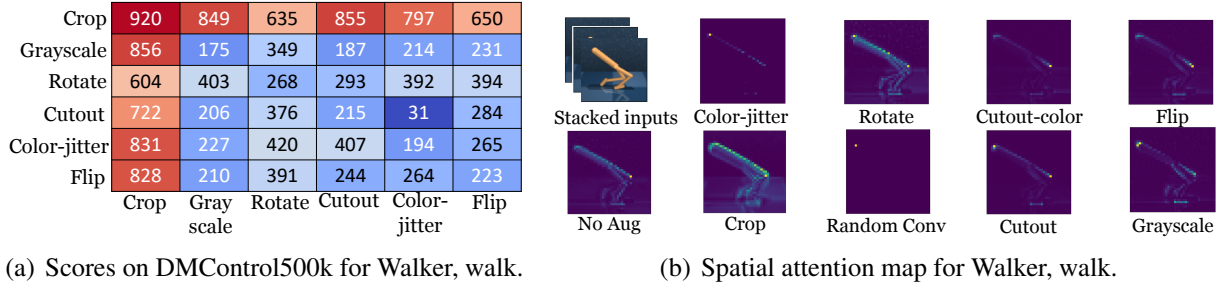 Crop 920 849 635 855 797 650
Grayscale 856 175 349 187 214 231
Rotate 604 403 268 293 392 394
Cutout 722 206 376 215 31 284
Color-jitter 831 227 420 407 194 265
Flip 828 210 391 244 264 223
Crop Gray Rotate Cutout Color- Flip
scale jitter
(a) Scores on DMControl500k for Walker, walk.
Stacked inputs Color-jitter Rotate Cutout-color Flip
No Aug Crop Random Conv Cutout Grayscale
(b) Spatial attention map for Walker, walk.